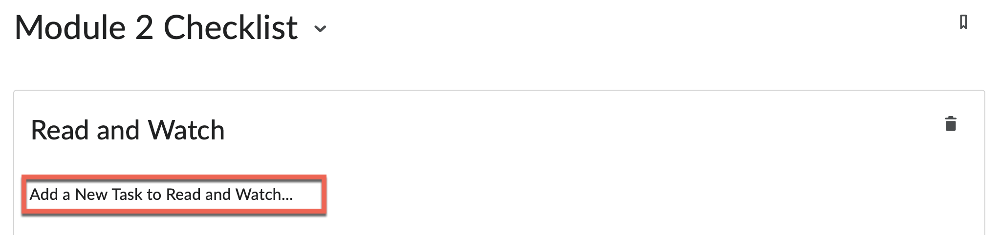 Module 2 Checklist
Read and Watch
Add a New Task to Read and Watch...